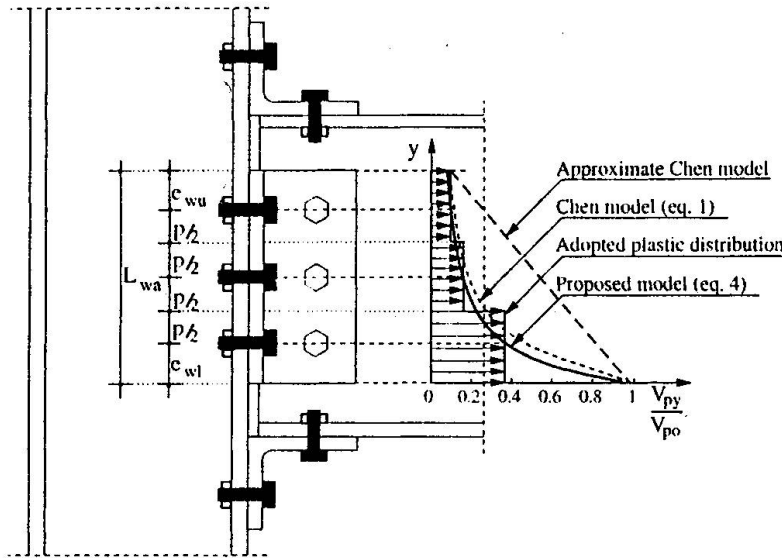 y
Approximate Chen model
Chen model (eq. 1)
Adopted plastic distribution
Proposed model (eq. 4)
e_wu
p/2
p/2
L_wa
p/2
p/2
e_wl
0 0.2 0.4 0.6 0.8 1
V_py
V_po